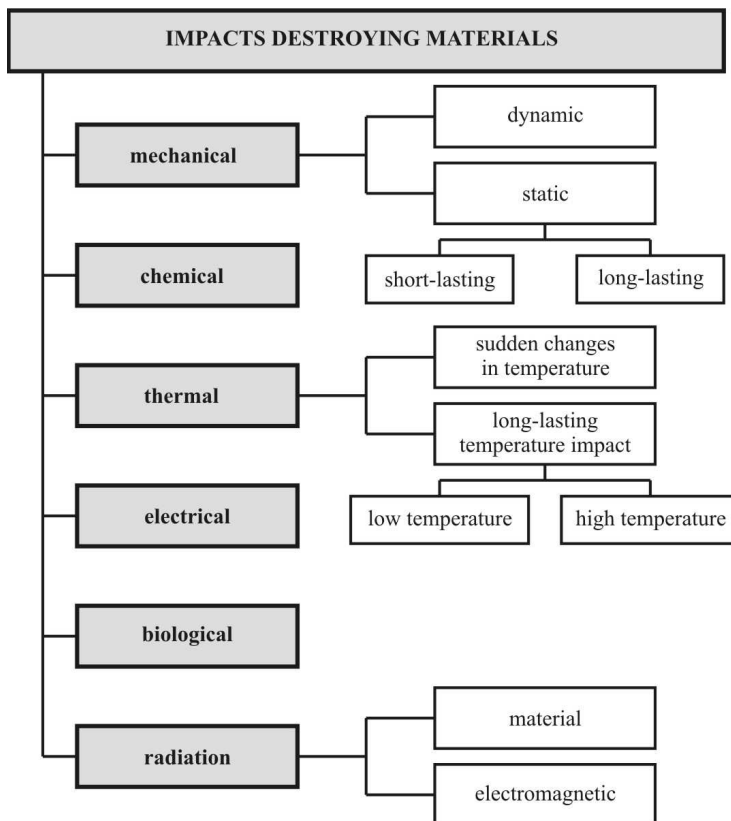 IMPACTS DESTROYING MATERIALS
mechanical
dynamic
static
short-lasting
long-lasting
chemical
thermal
sudden changes
in temperature
long-lasting
temperature impact
low temperature
high temperature
electrical
biological
radiation
material
electromagnetic